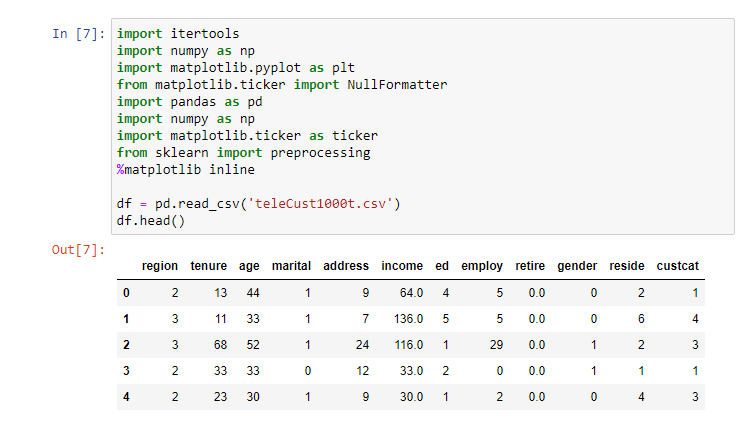 In [7]: import itertools
import numpy as np
import matplotlib.pyplot as plt
from matplotlib.ticker import NullFormatter
import pandas as pd
import numpy as np
import matplotlib.ticker as ticker
from sklearn import preprocessing
%matplotlib inline
df = pd.read_csv('teleCust1000t.csv')
df.head()
Out[7]:
region tenure age marital address income ed employ retire gender reside custcat
0 2 13 44 1 9 64.0 4 5 0.0 0 2 1
1 3 11 33 1 7 136.0 5 5 0.0 0 6 4
2 3 68 52 1 24 116.0 1 29 0.0 1 2 3
3 2 33 33 0 12 33.0 2 0 0.0 1 1 1
4 2 23 30 1 9 30.0 1 2 0.0 0 4 3